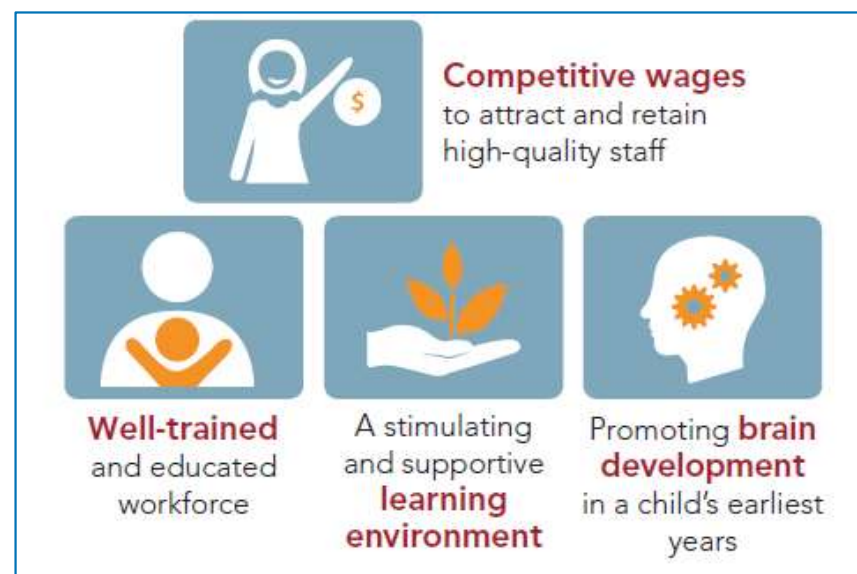 $
Competitive wages
to attract and retain
high-quality staff
Well-trained
and educated
workforce
A stimulating
and supportive
learning
environment
Promoting brain
development
in a child's earliest
years